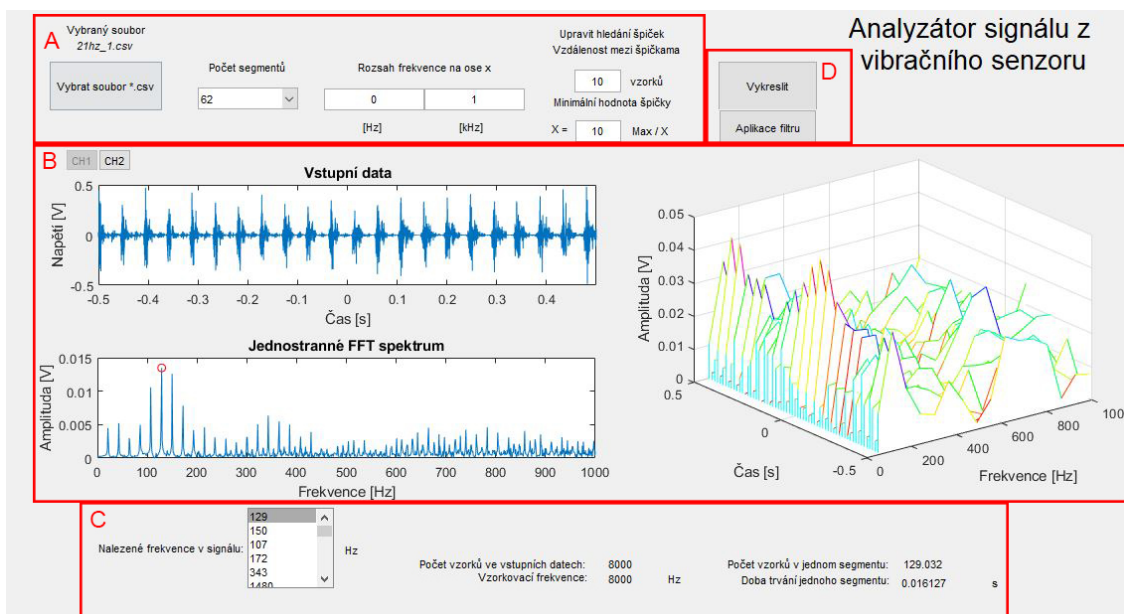 Analyzátor signálu z
vibračního senzoru
A
Vybraný soubor
21hz_1.csv
Vybrat soubor *.csv
Počet segmentů
62
Rozsah frekvence na ose x
0
1
[Hz]
[kHz]
Upravit hledání špiček
Vzdálenost mezi špičkama
10 vzorků
Minimální hodnota špičky
X = 10 Max / X
D
Vykreslit
Aplikace filtru
B
CH1 CH2
Vstupní data
Napětí [V]
0.5
0
-0.5
-0.5 -0.4 -0.3 -0.2 -0.1 0 0.1 0.2 0.3 0.4
Čas [s]
Jednostranné FFT spektrum
Amplituda [V]
0.015
0.01
0.005
0
0 100 200 300 400 500 600 700 800 900 1000
Frekvence [Hz]
Amplituda [V]
0.05
0.04
0.03
0.02
0.01
0
0.5
0
-0.5
Čas [s]
0
200
400
600
800
100
Frekvence [Hz]
C
Nalezené frekvence v signálu:
129
150
107
172
343
1480
Hz
Počet vzorků ve vstupních datech: 8000
Vzorkovací frekvence: 8000 Hz
Počet vzorků v jednom segmentu: 129.032
Doba trvání jednoho segmentu: 0.016127 s